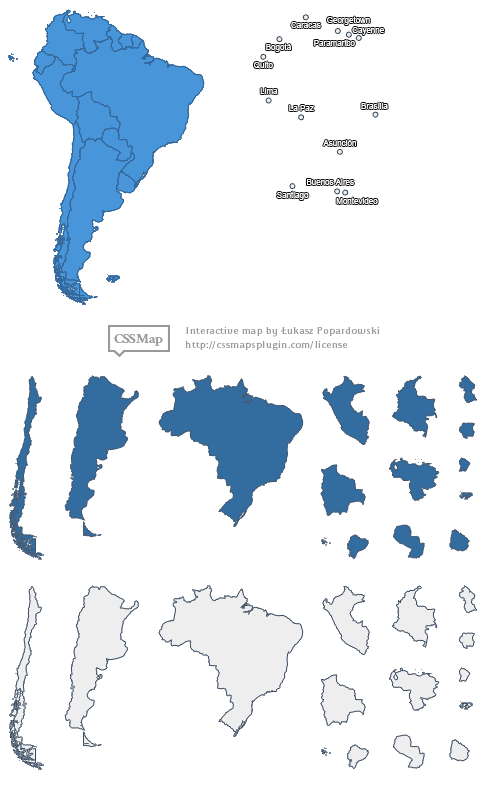 Caracas
Georgetown
Cayenne
Paramaribo
Bogotá
Quito
Lima
La Paz
Brasília
Asunción
Buenos Aires
Santiago
Montevideo
CSSMap
Interactive map by Łukasz Popardowski
http://cssmapsplugin.com/license